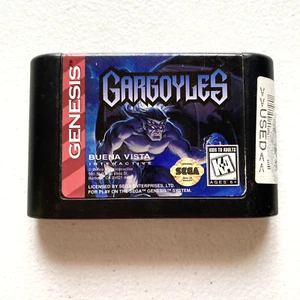 GENESIS
GARGOYLES
BUENA VISTA
INTERACTIVE
SEGA
KIDS TO ADULTS
K-A
AGES 6+
LICENSED BY SEGA ENTERPRISES, LTD.
FOR PLAY ON THE SEGA™ GENESIS™ SYSTEM.
USED